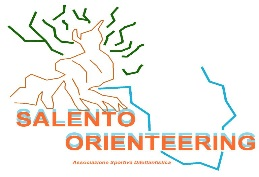 SALENTO
ORIENTEERING
Associazione Sportiva Dilettantistica